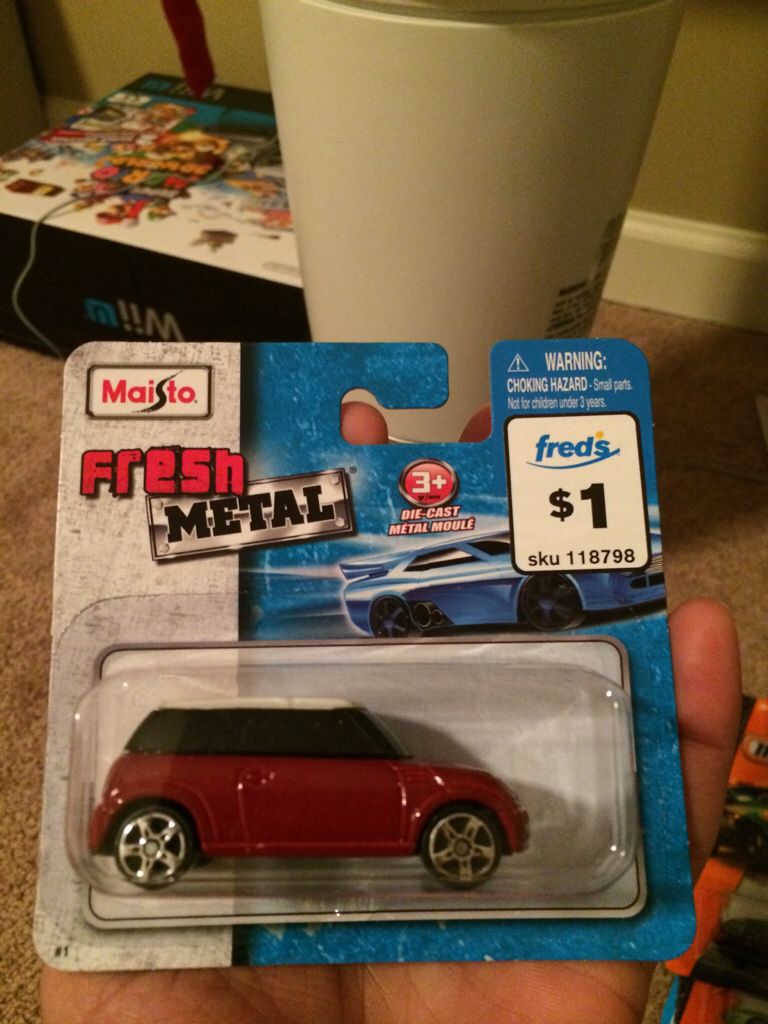 Wii U
WARNING:
CHOKING HAZARD - Small parts.
Not for children under 3 years.
Maisto
fred's
$1
sku 118798
Fresh
METAL
3+
DIE-CAST
MÉTAL MOULÉ
#1